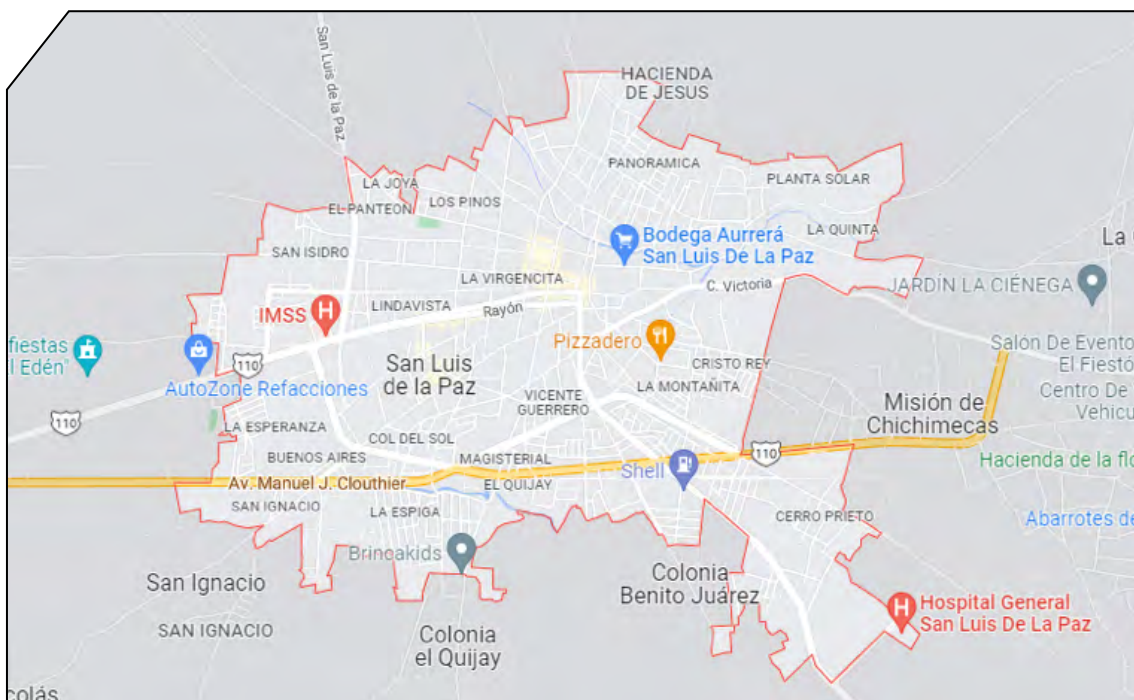 HACIENDA
DE JESUS
San Luis de la Paz
PANORAMICA
PLANTA SOLAR
LA JOYA
LOS PINOS
EL PANTEON
LA QUINTA
Bodega Aurrerá
San Luis De La Paz
La
SAN ISIDRO
LA VIRGENCITA
C. Victoria
JARDÍN LA CIÉNEGA
LINDAVISTA
Rayón
IMSS
Pizzadero
fiestas
l Edén"
Salón De Evento
El Fiestó
110
San Luis
de la Paz
CRISTO REY
AutoZone Refacciones
LA MONTAÑITA
Centro De
Vehicu
VICENTE
GUERRERO
Misión de
Chichimecas
110
LA ESPERANZA
COL DEL SOL
110
BUENOS AIRES
MAGISTERIAL
Shell
Hacienda de la flo
Av. Manuel J. Clouthier
EL QUIJAY
SAN IGNACIO
LA ESPIGA
CERRO PRIETO
Abarrotes de
Brincakids
San Ignacio
Colonia
Benito Juárez
Hospital General
San Luis De La Paz
SAN IGNACIO
Colonia
el Quijay
colás